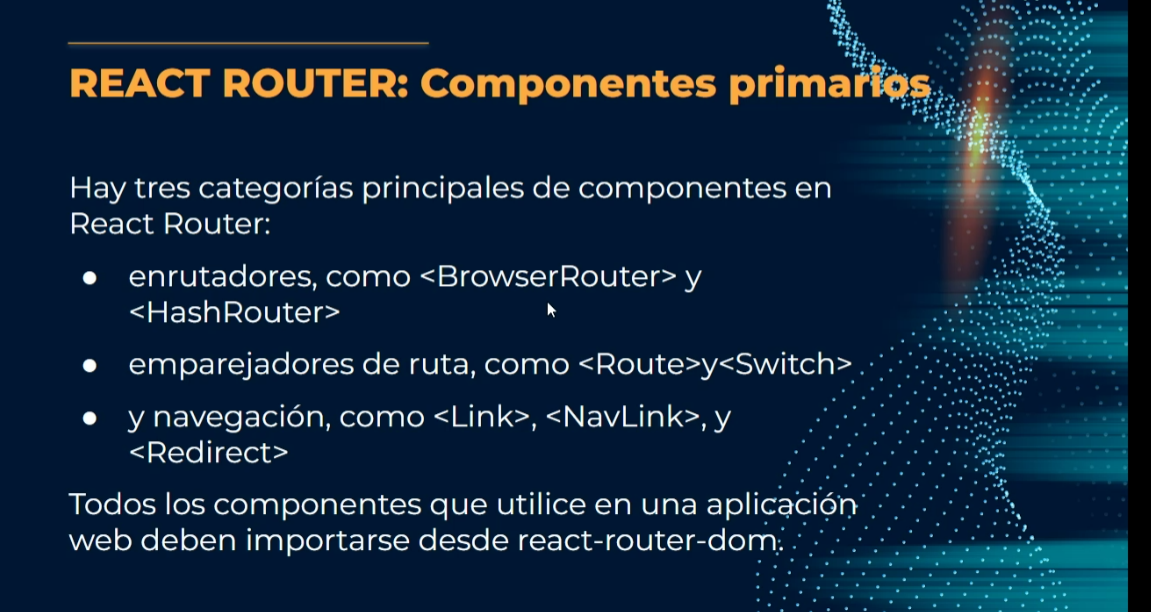 REACT ROUTER: Componentes primarios
Hay tres categorías principales de componentes en
React Router:
● enrutadores, como <BrowserRouter> y
<HashRouter>
● emparejadores de ruta, como <Route>y<Switch>
● y navegación, como <Link>, <NavLink>, y
<Redirect>
Todos los componentes que utilice en una aplicación
web deben importarse desde react-router-dom.